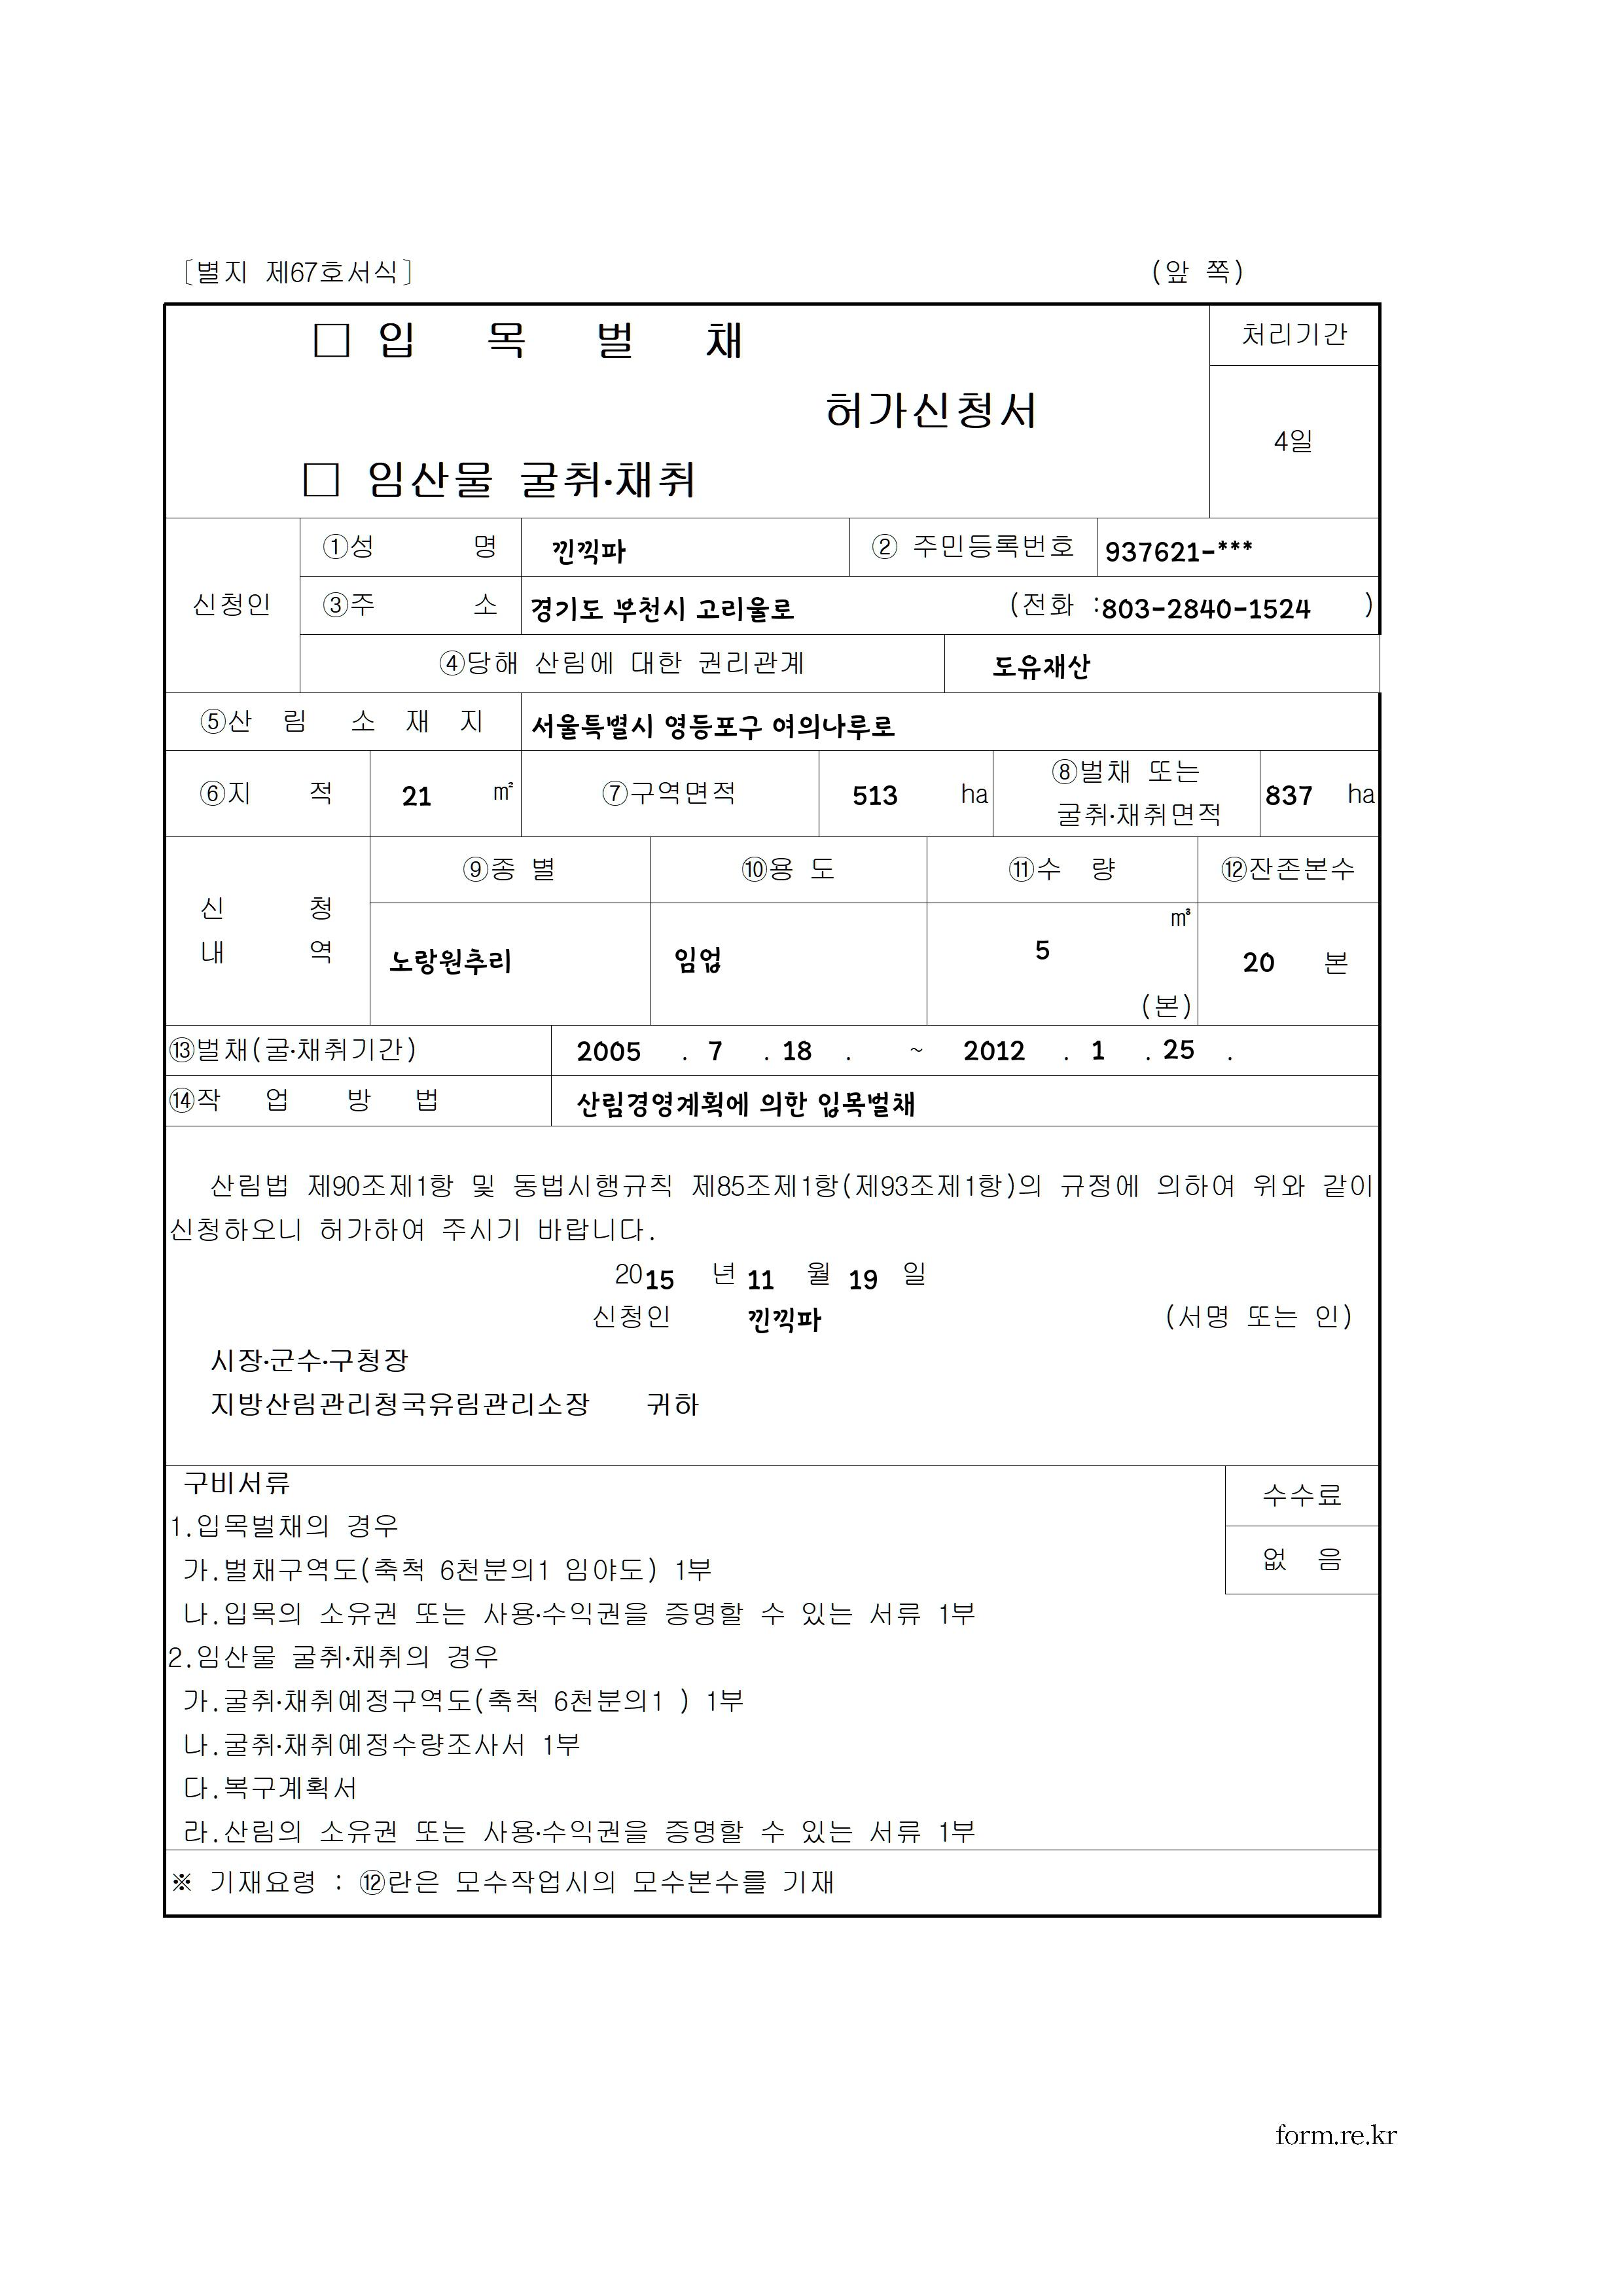 [별지 제67호서식] (앞 쪽)
□ 입 목 벌 채 처리기간
허가신청서
4일
□ 임산물 굴취·채취
신청인 ①성 명 낀끽파 ② 주민등록번호 937621-***
③주 소 경기도 부천시 고리울로 (전화 :803-2840-1524 )
④당해 산림에 대한 권리관계 도유재산
⑤산 림 소 재 지 서울특별시 영등포구 여의나루로
⑥지 적 21 ㎡ ⑦구역면적 513 ha ⑧벌채 또는 굴취·채취면적 837 ha
신 청 내 역 ⑨종 별 ⑩용 도 ⑪수 량 ⑫잔존본수
노랑원추리 임업 5 ㎥ (본) 20 본
⑬벌채(굴·채취기간) 2005 . 7 . 18 . ~ 2012 . 1 . 25 .
⑭작 업 방 법 산림경영계획에 의한 입목벌채
산림법 제90조제1항 및 동법시행규칙 제85조제1항(제93조제1항)의 규정에 의하여 위와 같이
신청하오니 허가하여 주시기 바랍니다.
2015 년 11 월 19 일
신청인 낀끽파 (서명 또는 인)
시장·군수·구청장
지방산림관리청국유림관리소장 귀하
구비서류 수수료
1.입목벌채의 경우
없 음
가.벌채구역도(축척 6천분의1 임야도) 1부
나.입목의 소유권 또는 사용·수익권을 증명할 수 있는 서류 1부
2.임산물 굴취·채취의 경우
가.굴취·채취예정구역도(축척 6천분의1 ) 1부
나.굴취·채취예정수량조사서 1부
다.복구계획서
라.산림의 소유권 또는 사용·수익권을 증명할 수 있는 서류 1부
※ 기재요령 : ⑫란은 모수작업시의 모수본수를 기재
form.re.kr